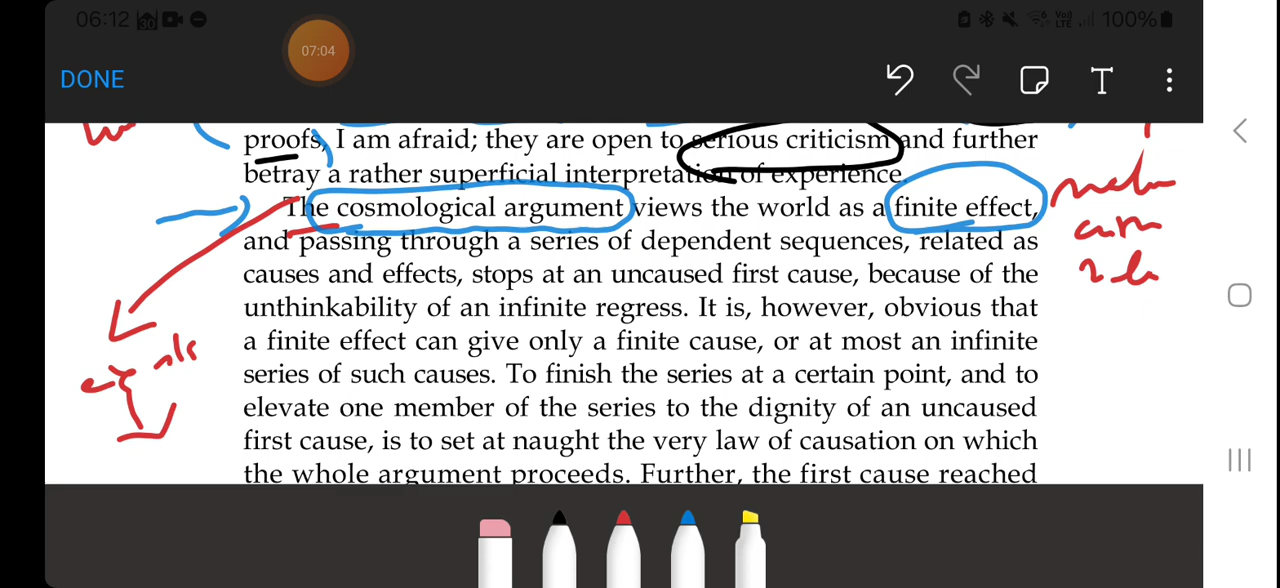 06:12
100%
07:04
DONE
proofs, I am afraid; they are open to serious criticism and further
betray a rather superficial interpretation of experience.
The cosmological argument views the world as a finite effect,
and passing through a series of dependent sequences, related as
causes and effects, stops at an uncaused first cause, because of the
unthinkability of an infinite regress. It is, however, obvious that
a finite effect can give only a finite cause, or at most an infinite
series of such causes. To finish the series at a certain point, and to
elevate one member of the series to the dignity of an uncaused
first cause, is to set at naught the very law of causation on which
the whole argument proceeds. Further, the first cause reached